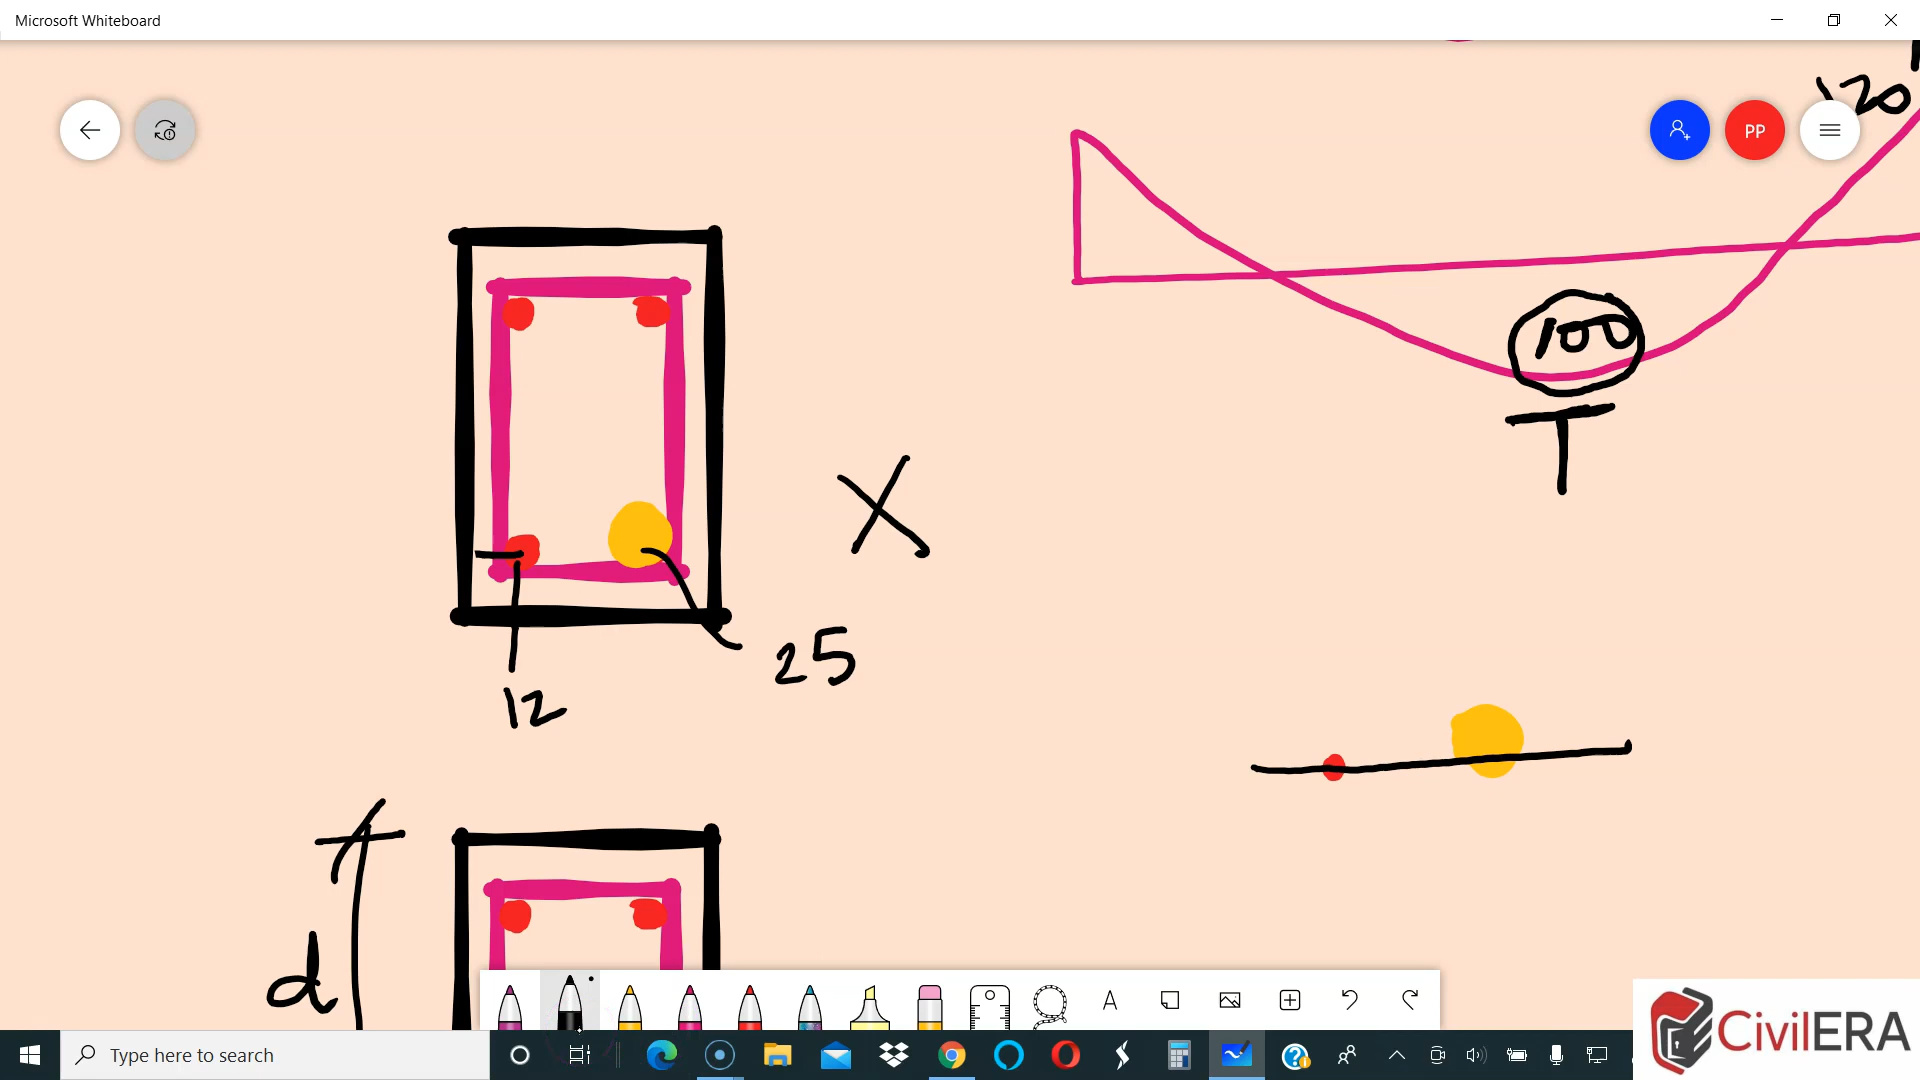 Microsoft Whiteboard
120
PP
100
T
X
25
12
d
A
Type here to search
CivilERA